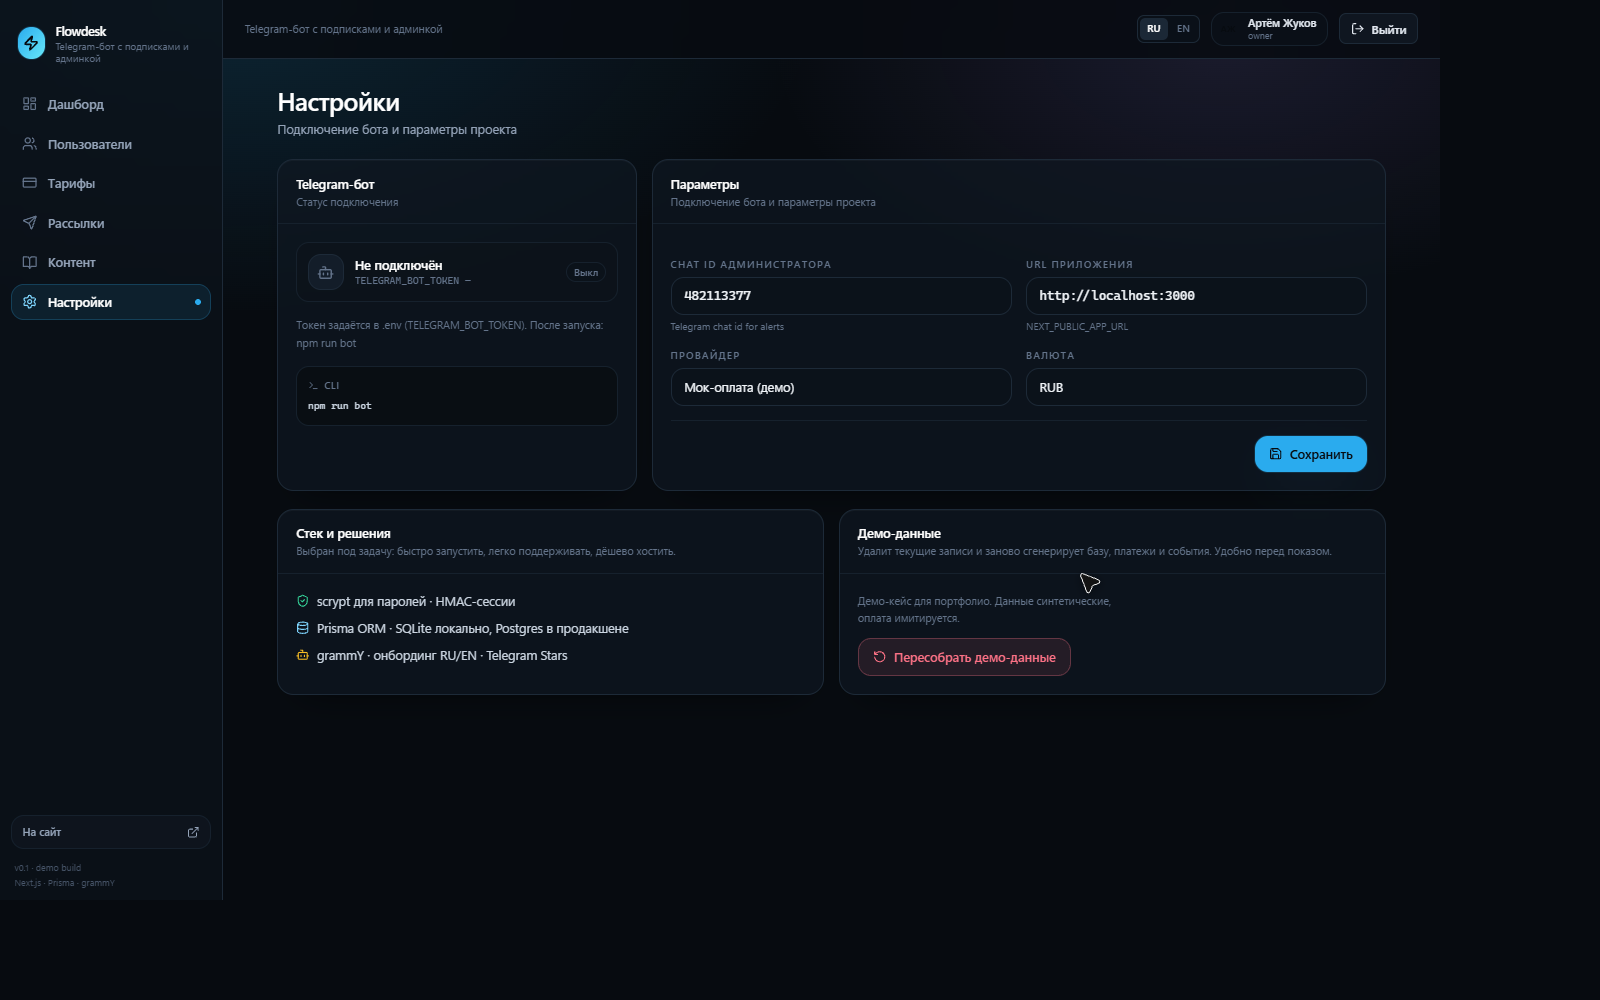 Flowdesk
Telegram-бот с подписками и
админкой
Дашборд
Пользователи
Тарифы
Рассылки
Контент
Настройки
На сайт
v0.1 · demo build
Next.js · Prisma · grammY
Telegram-бот с подписками и админкой
RU EN
Артём Жуков
owner
Выйти
Настройки
Подключение бота и параметры проекта
Telegram-бот
Статус подключения
Не подключён
TELEGRAM_BOT_TOKEN —
Выкл
Токен задаётся в .env (TELEGRAM_BOT_TOKEN). После запуска:
npm run bot
>_ CLI
npm run bot
Параметры
Подключение бота и параметры проекта
CHAT ID АДМИНИСТРАТОРА
482113377
Telegram chat id for alerts
URL ПРИЛОЖЕНИЯ
http://localhost:3000
NEXT_PUBLIC_APP_URL
ПРОВАЙДЕР
Мок-оплата (демо)
ВАЛЮТА
RUB
Сохранить
Стек и решения
Выбран под задачу: быстро запустить, легко поддерживать, дёшево хостить.
scrypt для паролей · HMAC-сессии
Prisma ORM · SQLite локально, Postgres в продакшене
grammY · онбординг RU/EN · Telegram Stars
Демо-данные
Удалит текущие записи и заново сгенерирует базу, платежи и события. Удобно перед показом.
Демо-кейс для портфолио. Данные синтетические,
оплата имитируется.
Пересобрать демо-данные